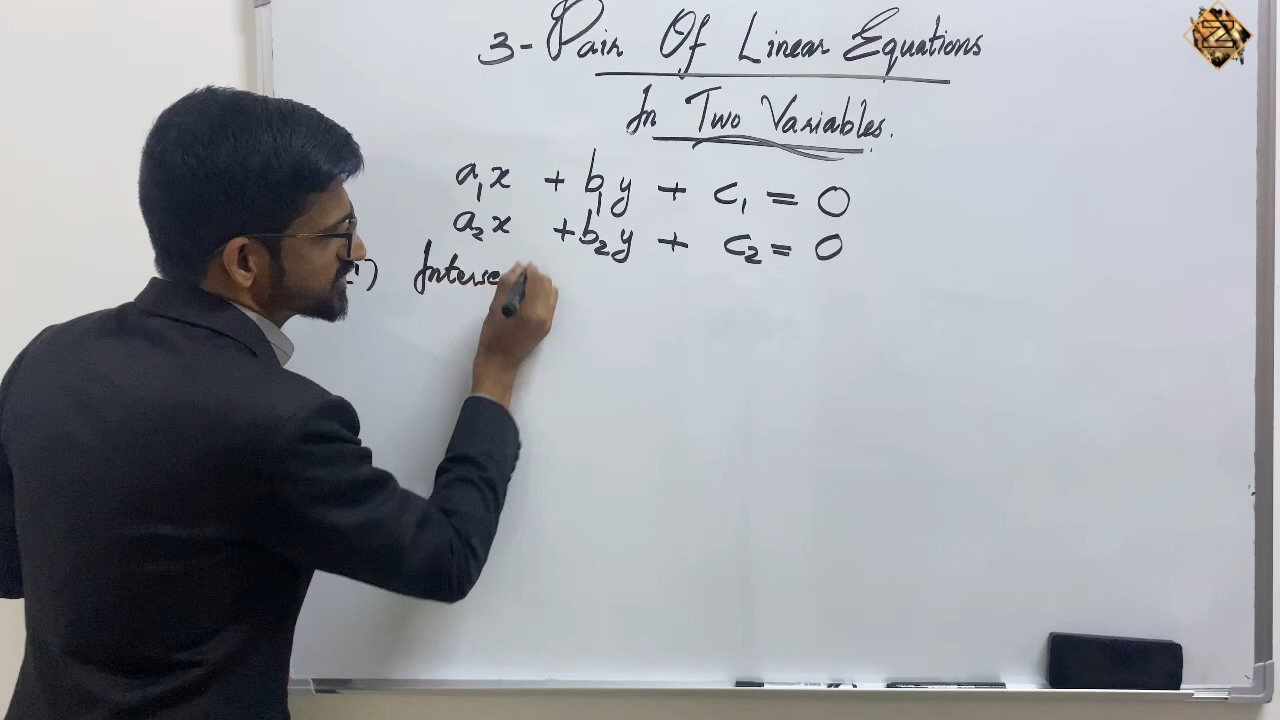 3- Pair Of Linear Equations
In Two Variables.
a₁x + b₁y + c₁ = 0
a₂x + b₂y + c₂ = 0
Interse